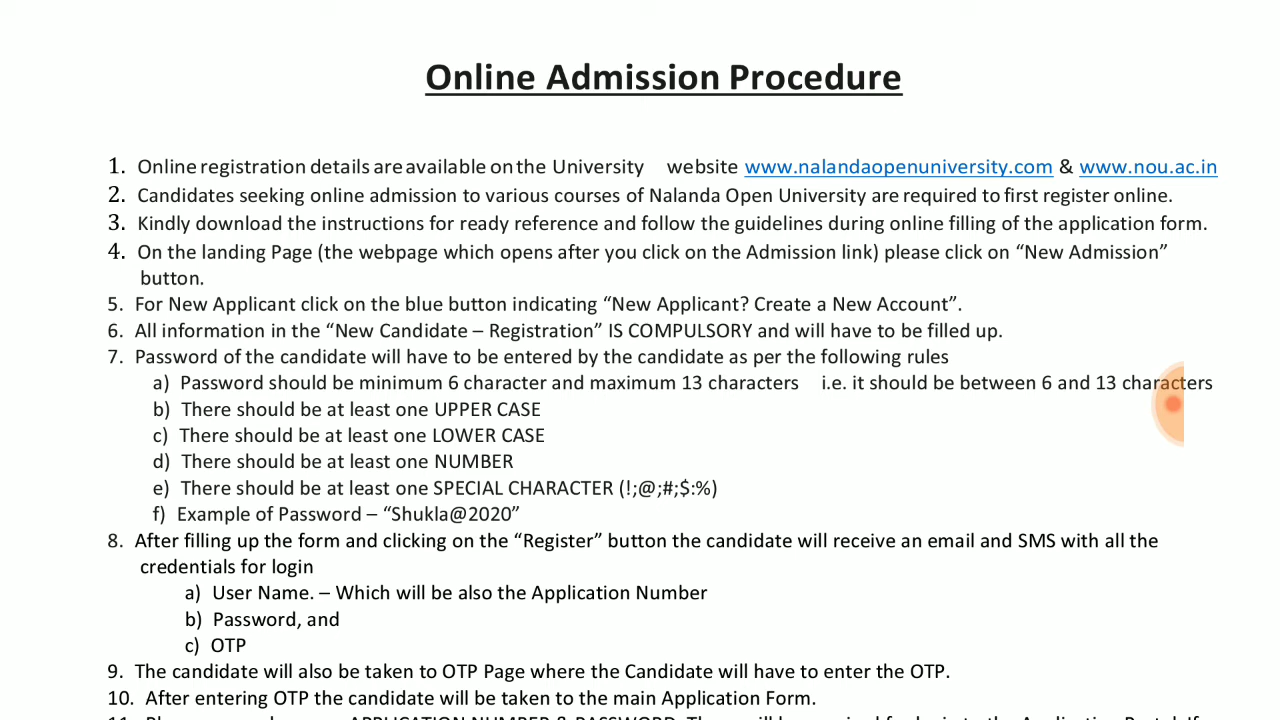 Online Admission Procedure
1. Online registration details are available on the University website www.nalandaopenuniversity.com & www.nou.ac.in
2. Candidates seeking online admission to various courses of Nalanda Open University are required to first register online.
3. Kindly download the instructions for ready reference and follow the guidelines during online filling of the application form.
4. On the landing Page (the webpage which opens after you click on the Admission link) please click on “New Admission”
button.
5. For New Applicant click on the blue button indicating “New Applicant? Create a New Account”.
6. All information in the “New Candidate – Registration” IS COMPULSORY and will have to be filled up.
7. Password of the candidate will have to be entered by the candidate as per the following rules
a) Password should be minimum 6 character and maximum 13 characters i.e. it should be between 6 and 13 characters
b) There should be at least one UPPER CASE
c) There should be at least one LOWER CASE
d) There should be at least one NUMBER
e) There should be at least one SPECIAL CHARACTER (!;@;#;$:%)
f) Example of Password – “Shukla@2020”
8. After filling up the form and clicking on the “Register” button the candidate will receive an email and SMS with all the
credentials for login
a) User Name. – Which will be also the Application Number
b) Password, and
c) OTP
9. The candidate will also be taken to OTP Page where the Candidate will have to enter the OTP.
10. After entering OTP the candidate will be taken to the main Application Form.